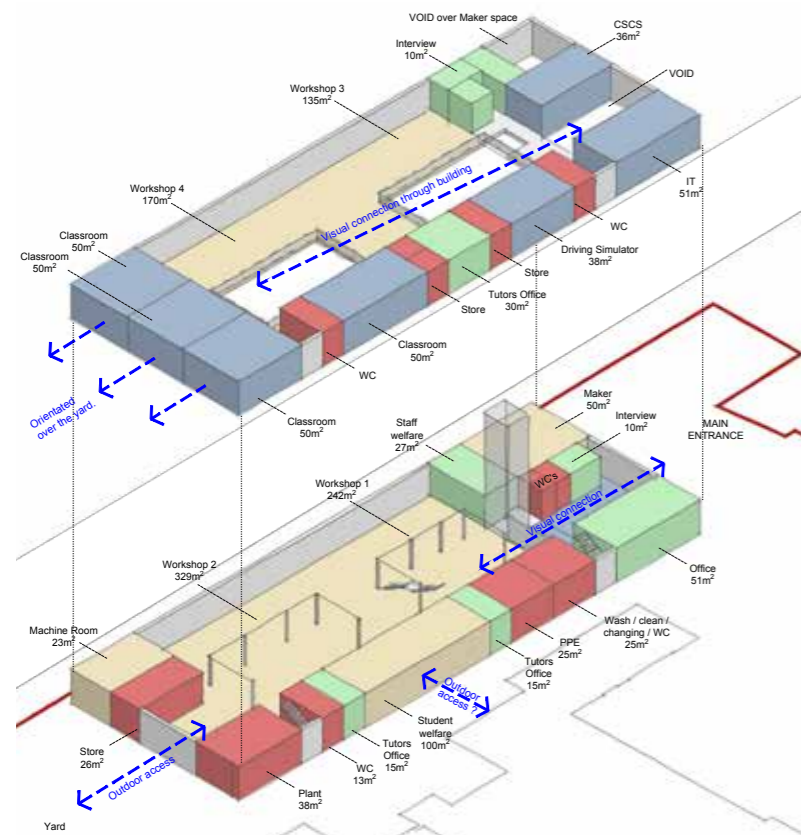 VOID over Maker space
CSCS
36m²
Interview
10m²
VOID
Workshop 3
135m²
Workshop 4
170m²
Visual connection through building
IT
51m²
WC
Classroom
50m²
Classroom
50m²
Driving Simulator
38m²
Store
Tutors Office
30m²
Store
Classroom
50m²
WC
Orientated
over the yard.
Classroom
50m²
Maker
50m²
Staff
welfare
27m²
Interview
10m²
MAIN
ENTRANCE
WC's
Workshop 1
242m²
Visual connection
Workshop 2
329m²
Office
51m²
Machine Room
23m²
Wash / clean /
changing / WC
25m²
PPE
25m²
Tutors
Office
15m²
Outdoor
access ?
Student
welfare
100m²
Store
26m²
Outdoor access
Tutors
Office
15m²
WC
13m²
Plant
38m²
Yard